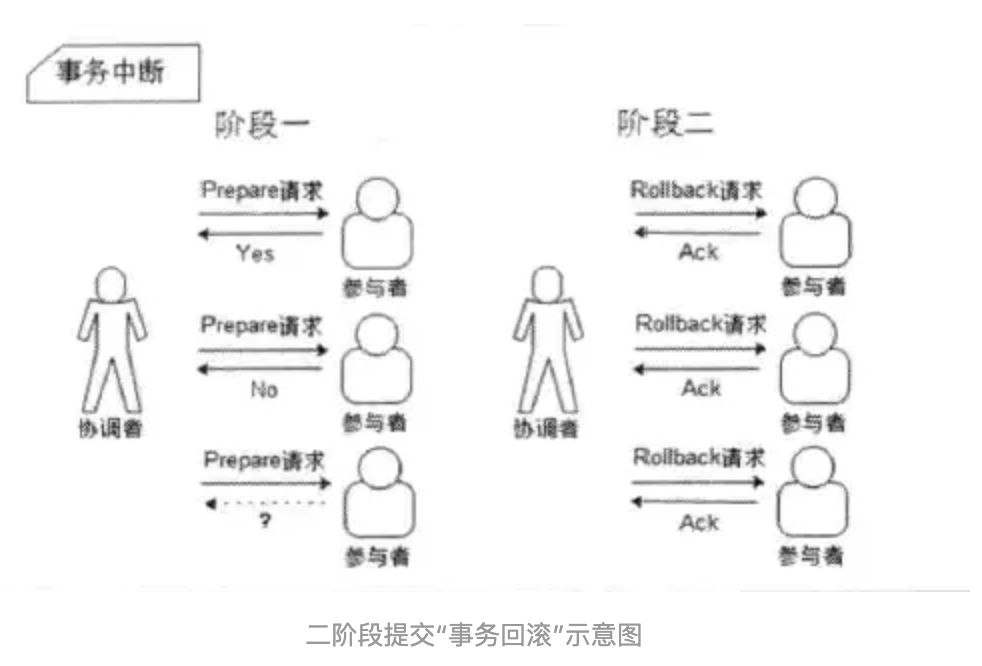 事务中断
阶段一
Prepare请求
Yes
参与者
Prepare请求
No
参与者
协调者
Prepare请求
?
参与者
阶段二
Rollback请求
Ack
参与者
Rollback请求
Ack
参与者
协调者
Rollback请求
Ack
参与者
二阶段提交“事务回滚”示意图